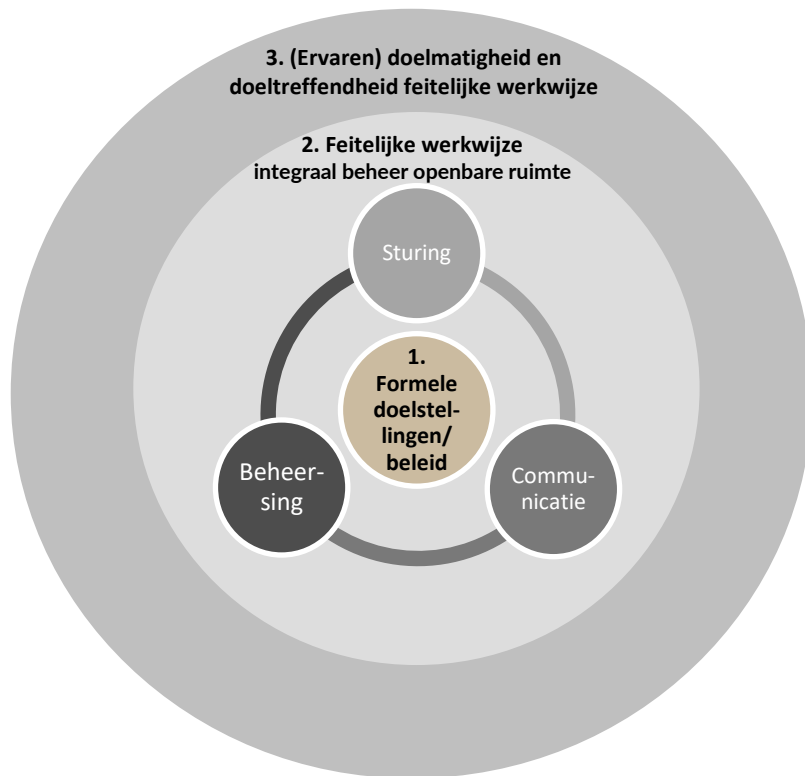 3. (Ervaren) doelmatigheid en
doeltreffendheid feitelijke werkwijze
2. Feitelijke werkwijze
integraal beheer openbare ruimte
Sturing
1.
Formele
doelstel-
lingen/
beleid
Beheer-
sing
Commu-
nicatie